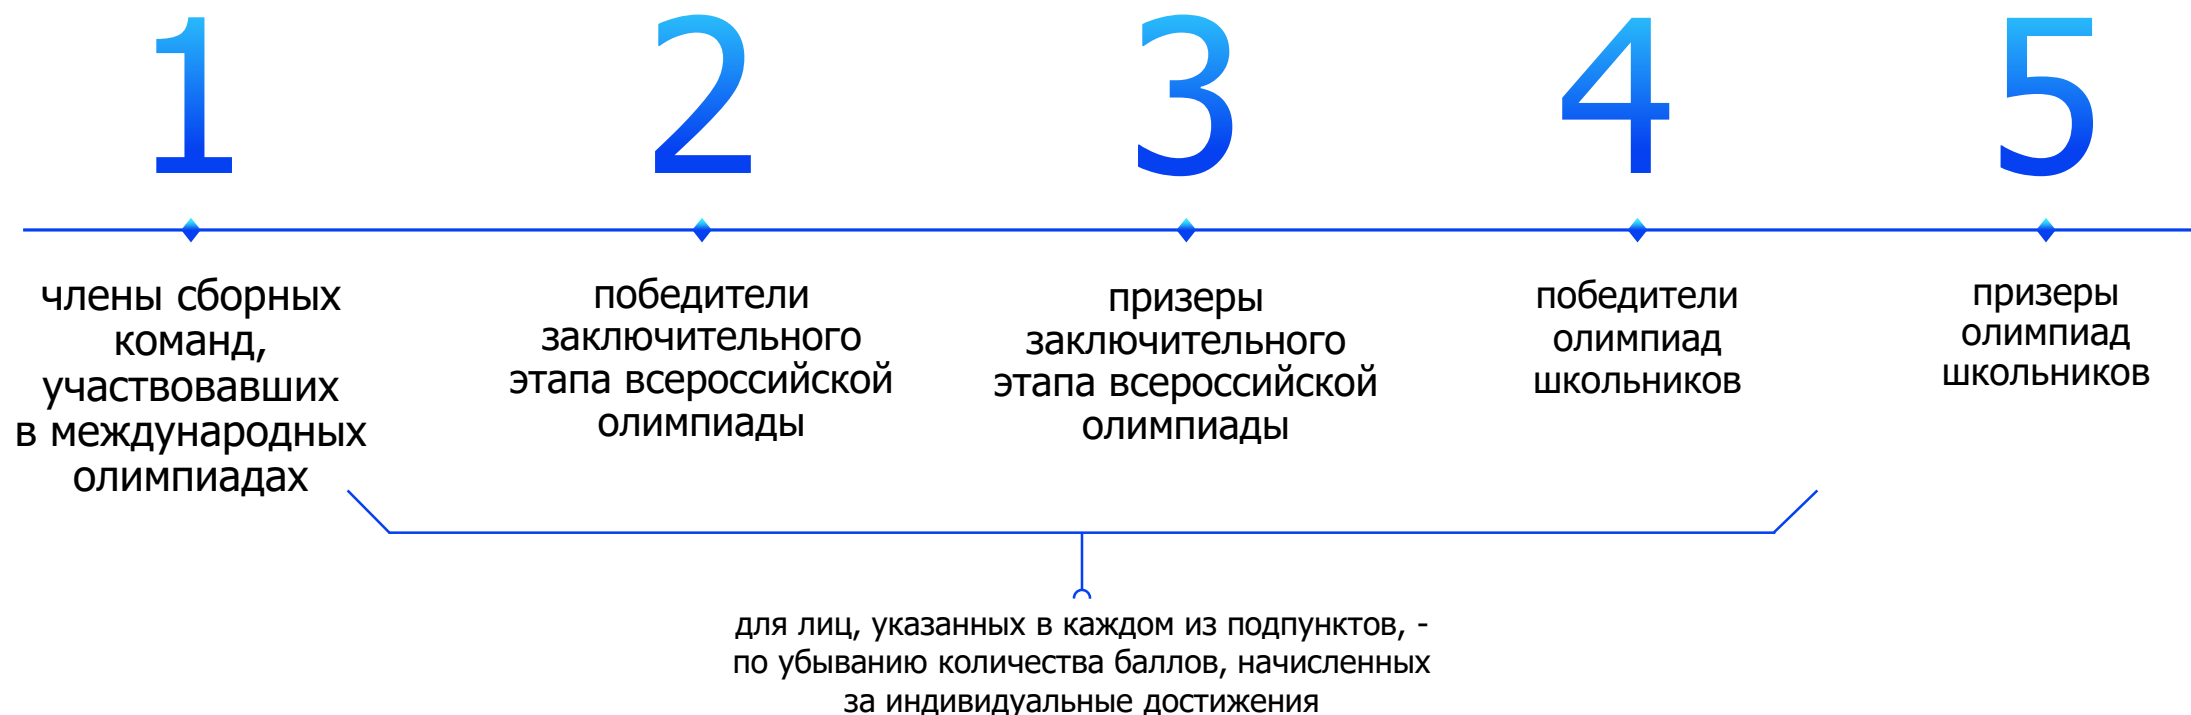 1
2
3
4
5
члены сборных
команд,
участвовавших
в международных
олимпиадах
победители
заключительного
этапа всероссийской
олимпиады
призеры
заключительного
этапа всероссийской
олимпиады
победители
олимпиад
школьников
призеры
олимпиад
школьников
для лиц, указанных в каждом из подпунктов, -
по убыванию количества баллов, начисленных
за индивидуальные достижения